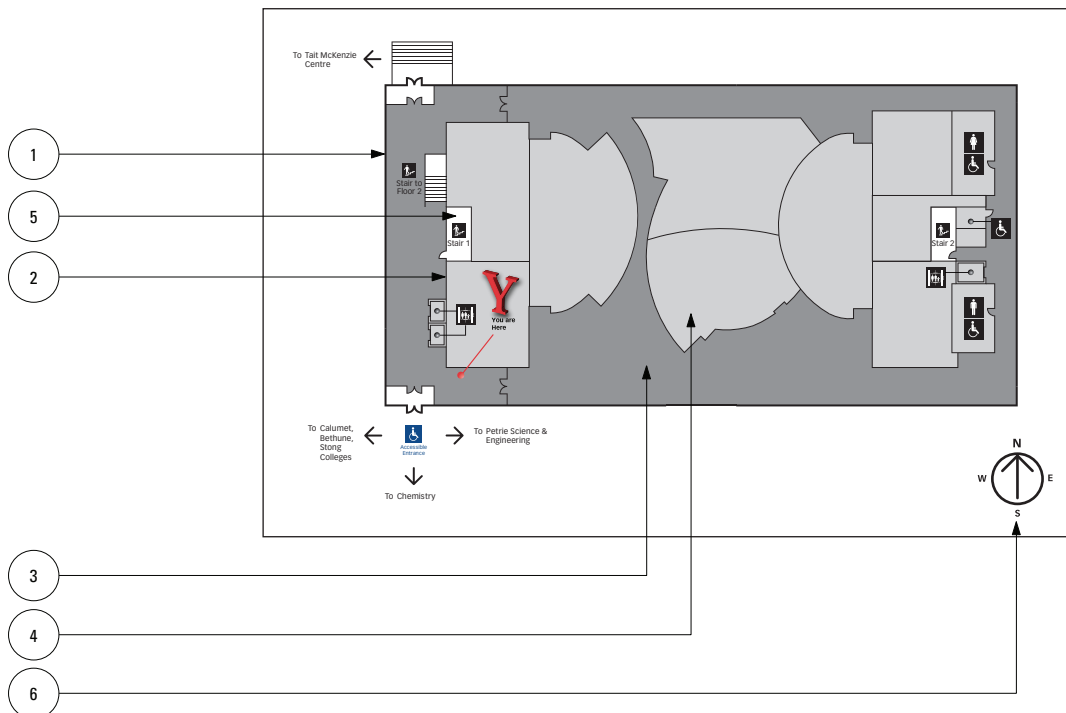 To Tait McKenzie
Centre
1
Stair to
Floor 2
5
Stair 1
Stair 2
2
Y
You are
Here
To Calumet,
Bethune,
Stong
Colleges
Accessible
Entrance
To Petrie Science &
Engineering
To Chemistry
N
W
E
S
3
4
6